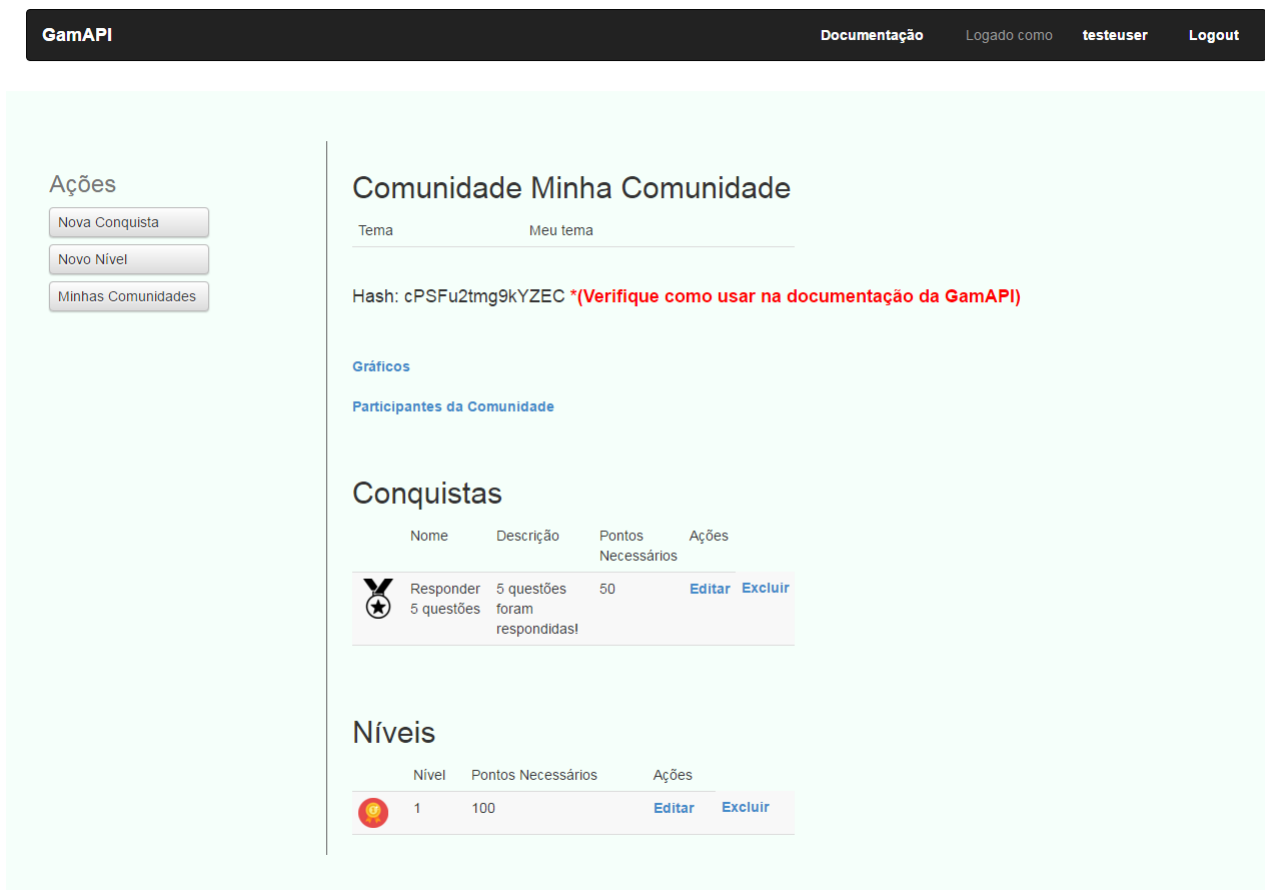 GamAPI Documentação Logado como testeuser Logout
Ações
Nova Conquista
Novo Nível
Minhas Comunidades
Comunidade Minha Comunidade
Tema Meu tema
Hash: cPSFu2tmg9kYZEC *(Verifique como usar na documentação da GamAPI)
Gráficos
Participantes da Comunidade
Conquistas
Nome Descrição Pontos Ações
Necessários
Responder 5 questões 50 Editar Excluir
5 questões foram
respondidas!
Níveis
Nível Pontos Necessários Ações
1 100 Editar Excluir